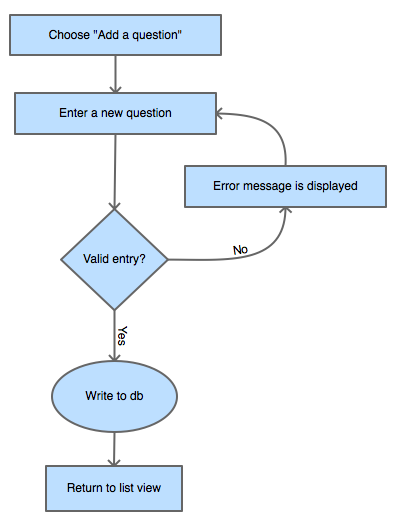 Choose "Add a question"
Enter a new question
Error message is displayed
Valid entry?
No
Yes
Write to db
Return to list view